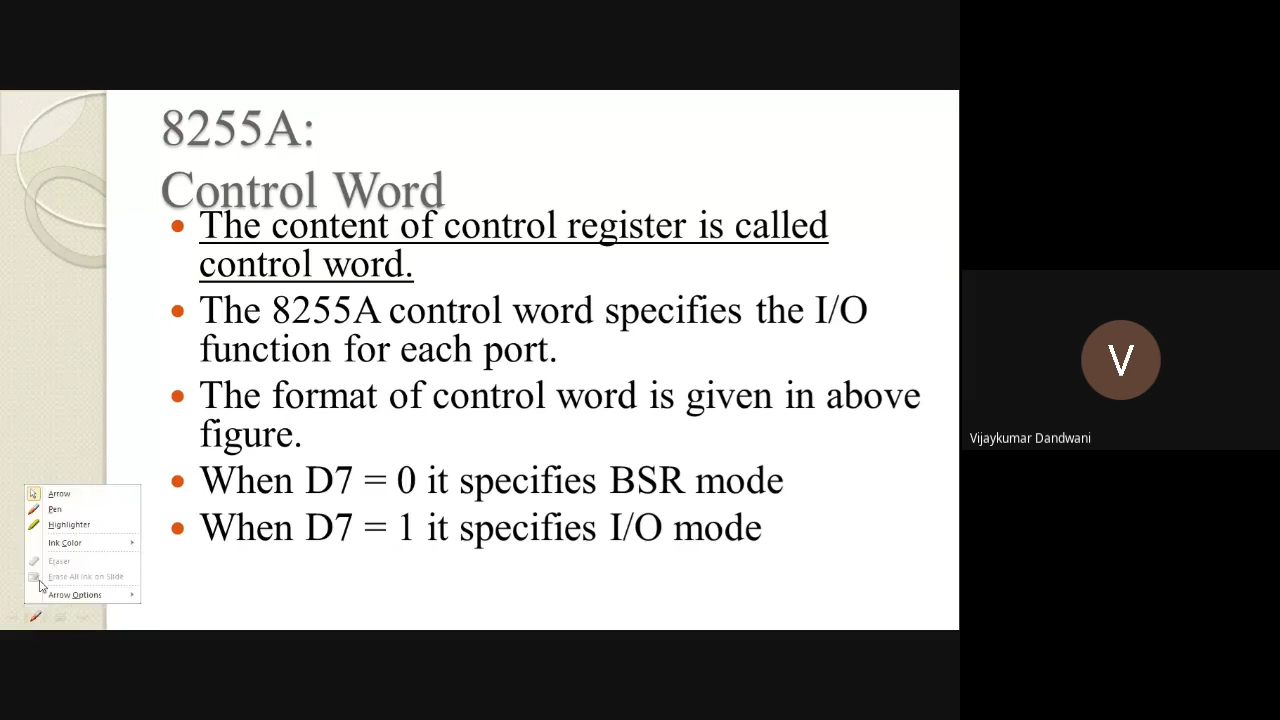 8255A:
Control Word
• The content of control register is called
control word.
• The 8255A control word specifies the I/O
function for each port.
• The format of control word is given in above
figure.
• When D7 = 0 it specifies BSR mode
• When D7 = 1 it specifies I/O mode
Arrow
Pen
Highlighter
Ink Color
Eraser
Erase All Ink on Slide
Arrow Options
V
Vijaykumar Dandwani